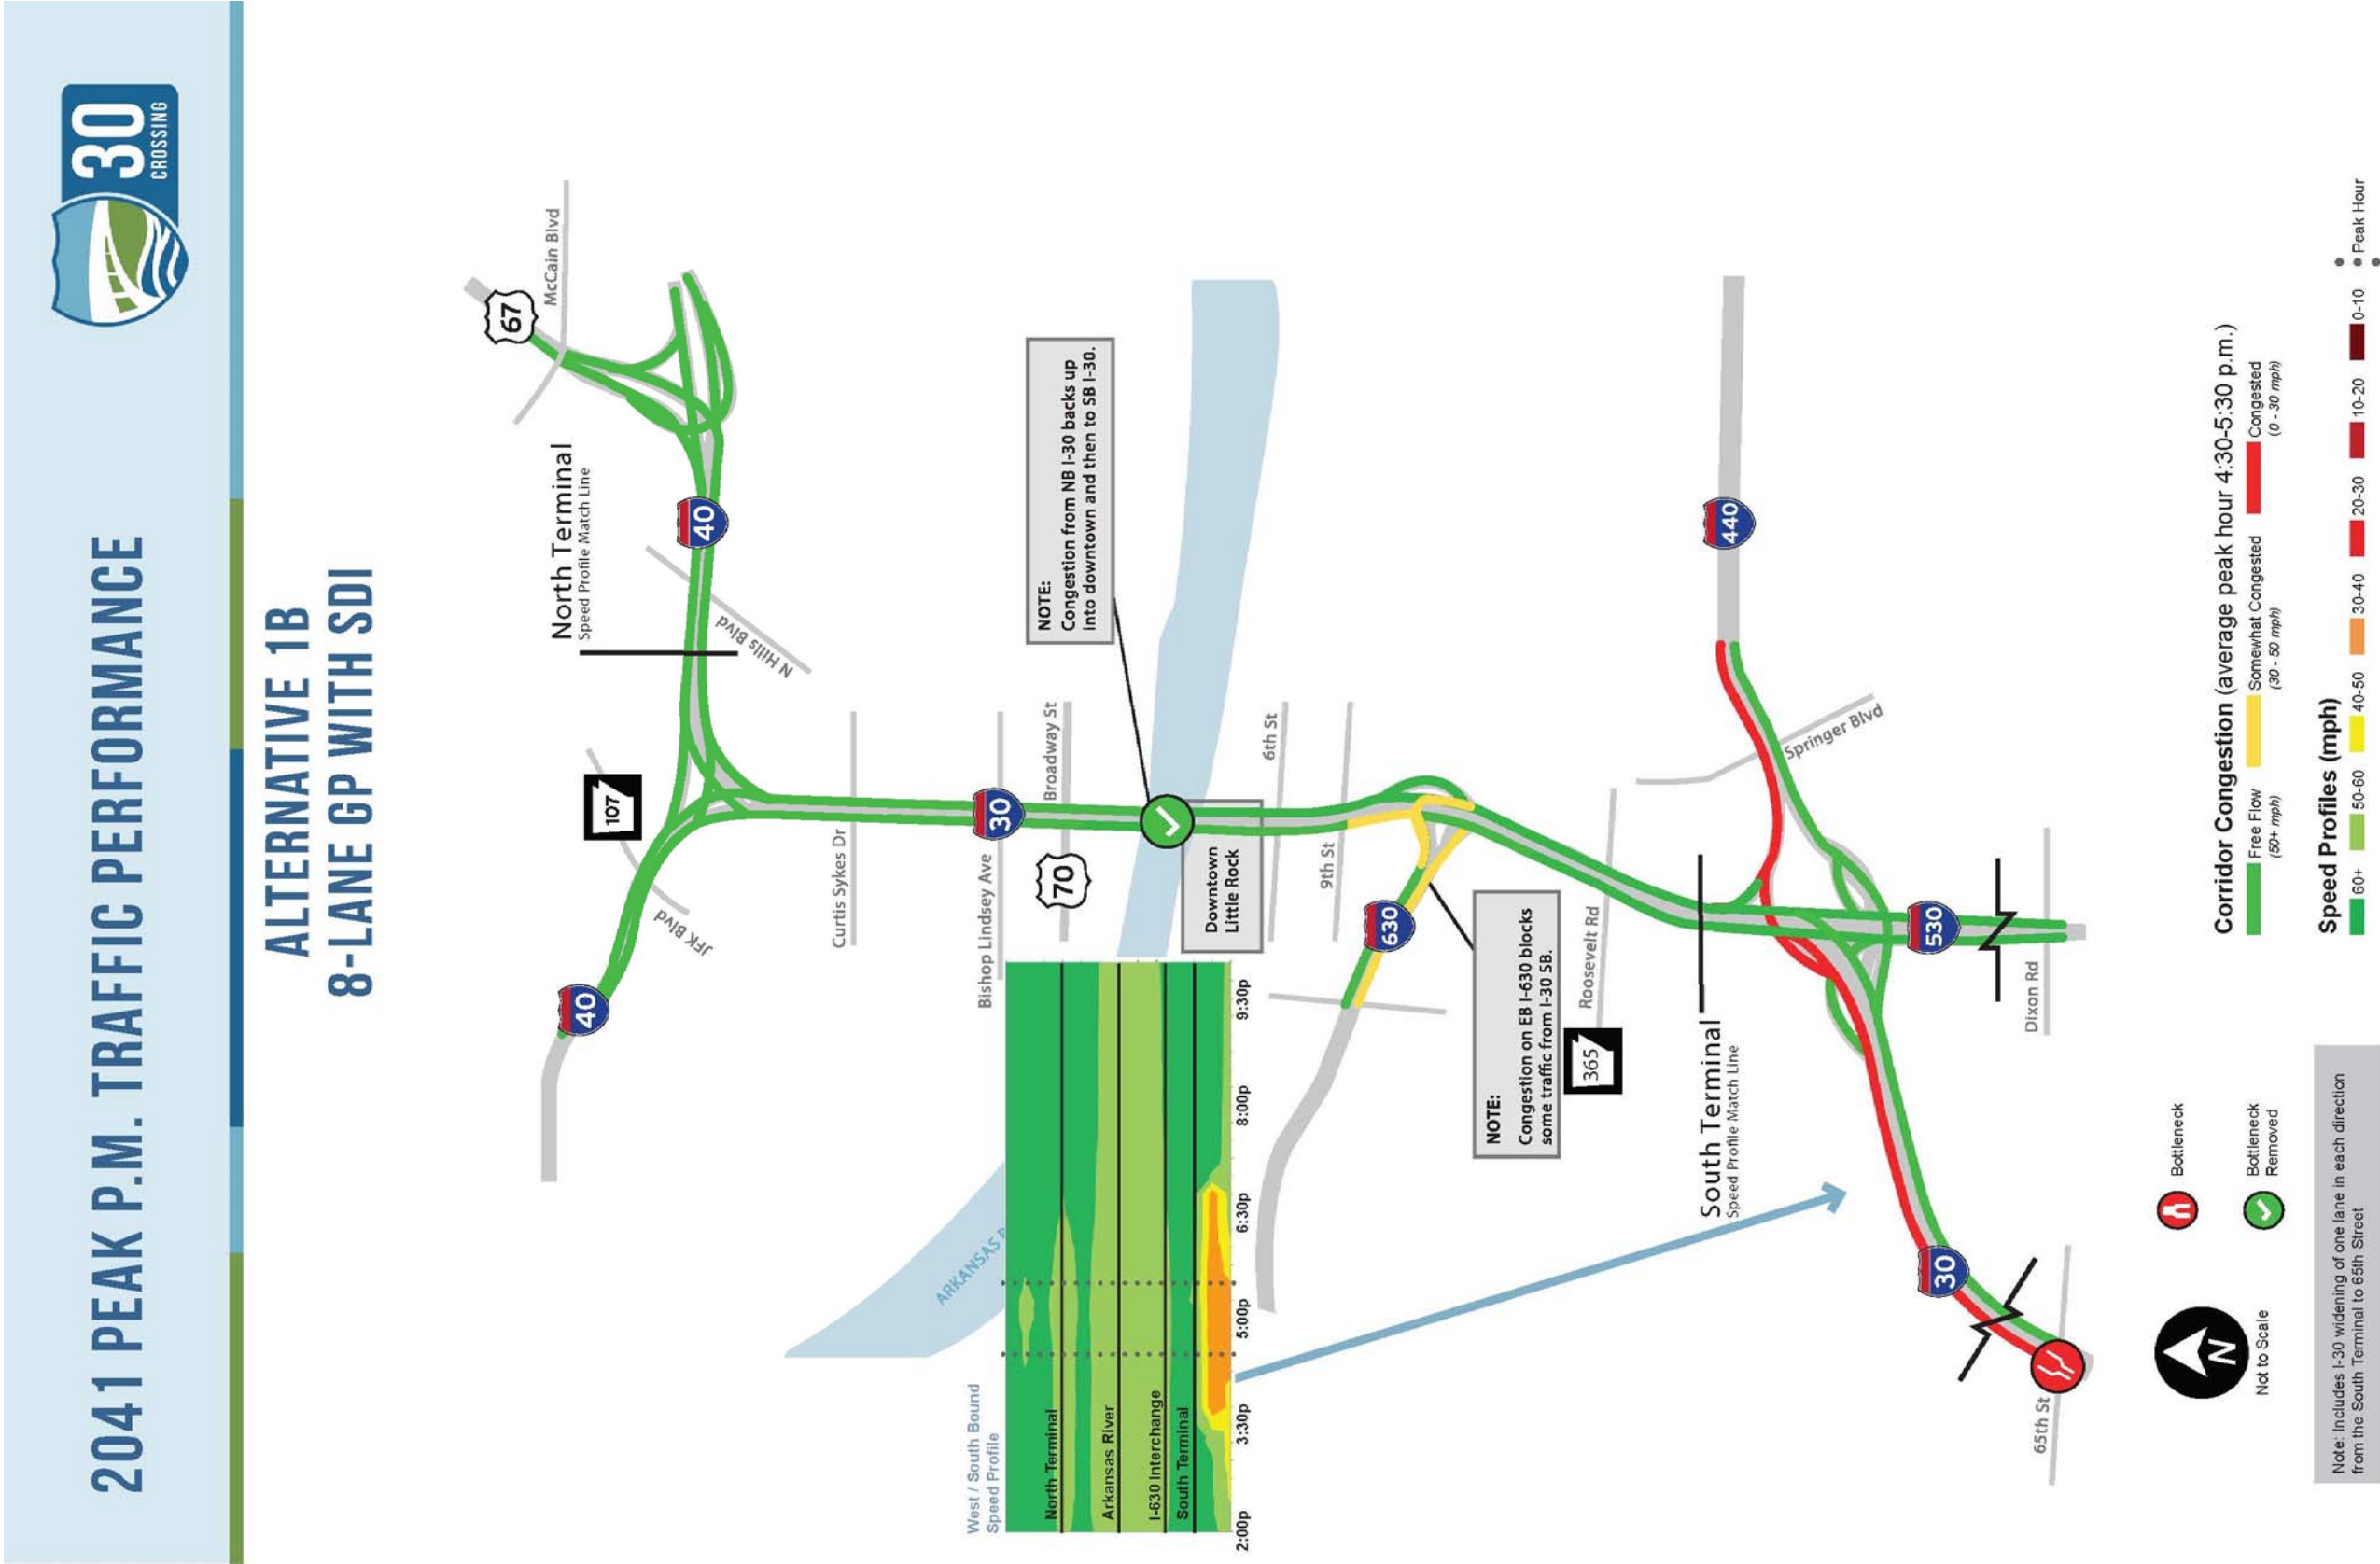 2041 PEAK P.M. TRAFFIC PERFORMANCE
30
CROSSING
ALTERNATIVE 1B
8-LANE GP WITH SDI
67
McCain Blvd
North Terminal
Speed Profile Match Line
40
N Hills Blvd
107
JFK Blvd
40
Curtis Sykes Dr
30
Bishop Lindsey Ave
Broadway St
70
NOTE:
Congestion from NB I-30 backs up
into downtown and then to SB I-30.
ARKANSAS
Downtown
Little Rock
6th St
9th St
630
NOTE:
Congestion on EB I-630 blocks
some traffic from I-30 SB.
Roosevelt Rd
365
South Terminal
Speed Profile Match Line
440
Springer Blvd
530
Dixon Rd
30
65th St
West / South Bound
Speed Profile
North Terminal
Arkansas River
I-630 Interchange
South Terminal
2:00p
3:30p
5:00p
6:30p
8:00p
9:30p
N
Not to Scale
Bottleneck
Bottleneck
Removed
Corridor Congestion (average peak hour 4:30-5:30 p.m.)
Free Flow
(50+ mph)
Somewhat Congested
(30 - 50 mph)
Congested
(0 - 30 mph)
Speed Profiles (mph)
60+
50-60
40-50
30-40
20-30
10-20
0-10
Peak Hour
Note: Includes I-30 widening of one lane in each direction
from the South Terminal to 65th Street